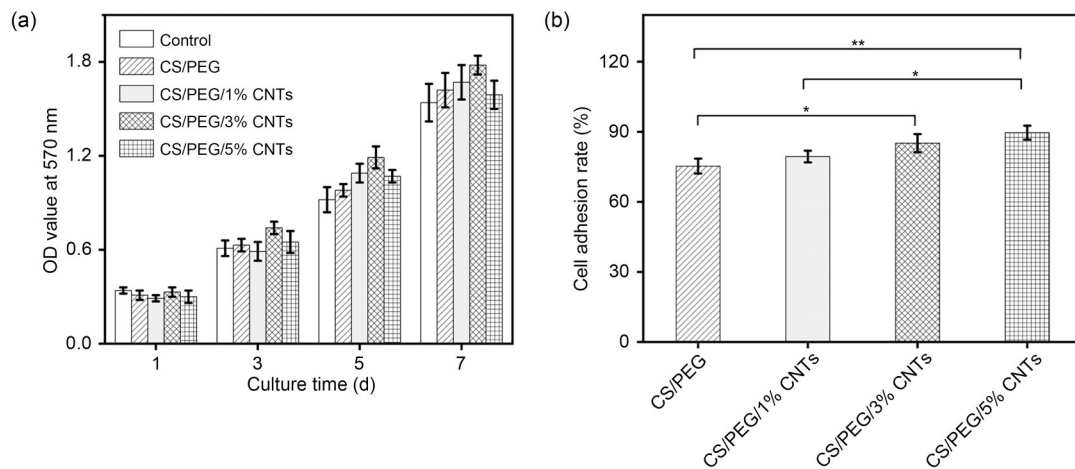 (a)
OD value at 570 nm
1.8
1.2
0.6
0.0
Control
CS/PEG
CS/PEG/1% CNTs
CS/PEG/3% CNTs
CS/PEG/5% CNTs
1 3 5 7
Culture time (d)
(b)
Cell adhesion rate (%)
120
90
60
30
0
**
*
*
CS/PEG
CS/PEG/1% CNTs
CS/PEG/3% CNTs
CS/PEG/5% CNTs